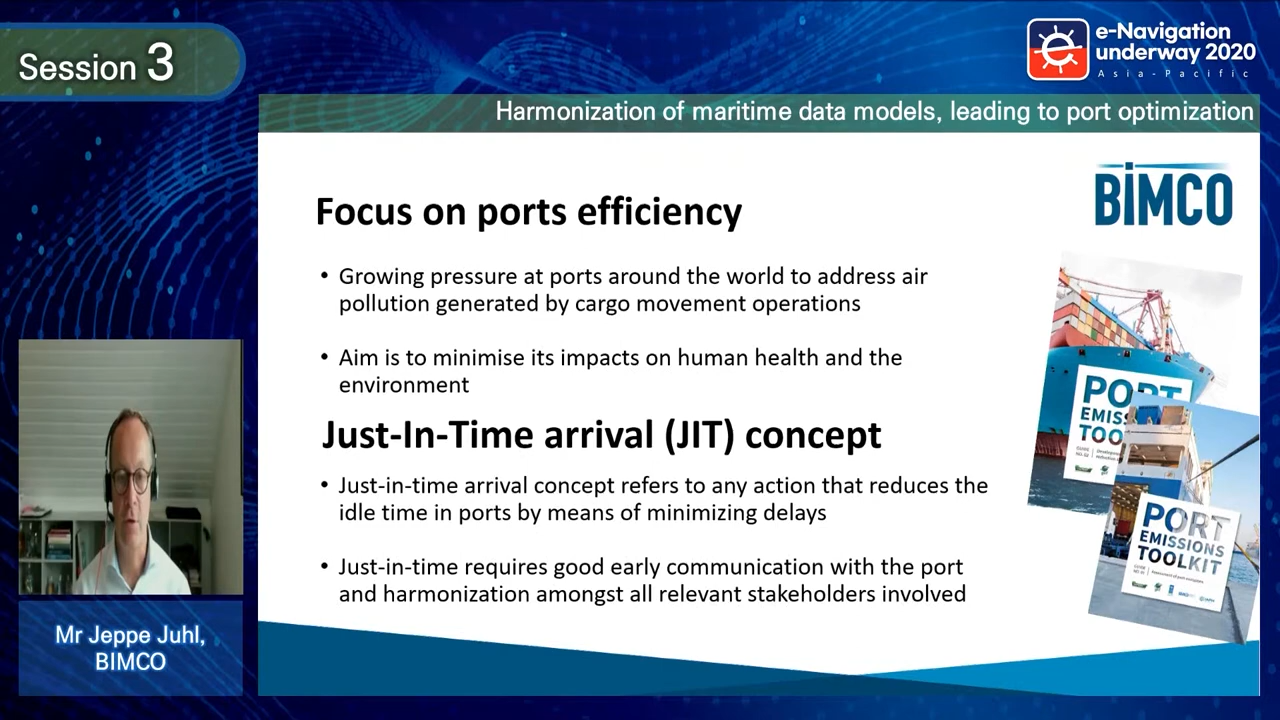 Session 3
e-Navigation
underway 2020
Asia-Pacific
Harmonization of maritime data models, leading to port optimization
BIMCO
Focus on ports efficiency
• Growing pressure at ports around the world to address air
pollution generated by cargo movement operations
• Aim is to minimise its impacts on human health and the
environment
Just-In-Time arrival (JIT) concept
• Just-in-time arrival concept refers to any action that reduces the
idle time in ports by means of minimizing delays
• Just-in-time requires good early communication with the port
and harmonization amongst all relevant stakeholders involved
PORT
EMISS
TOO
PORT
EMISSIONS
TOOLKIT
Mr Jeppe Juhl,
BIMCO